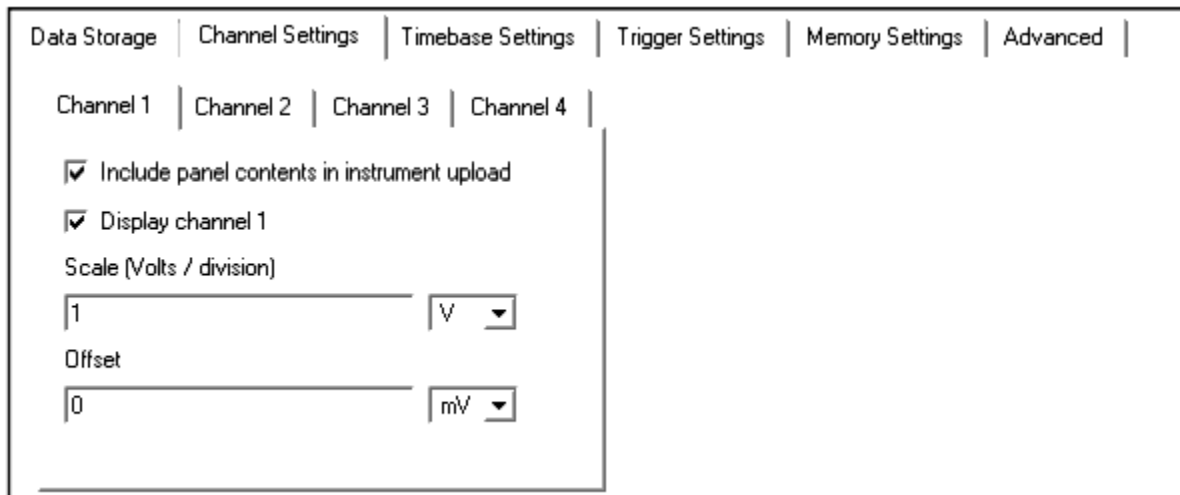 Data Storage Channel Settings Timebase Settings Trigger Settings Memory Settings Advanced
Channel 1 Channel 2 Channel 3 Channel 4
Include panel contents in instrument upload
Display channel 1
Scale (Volts / division)
1 V
Offset
0 mV